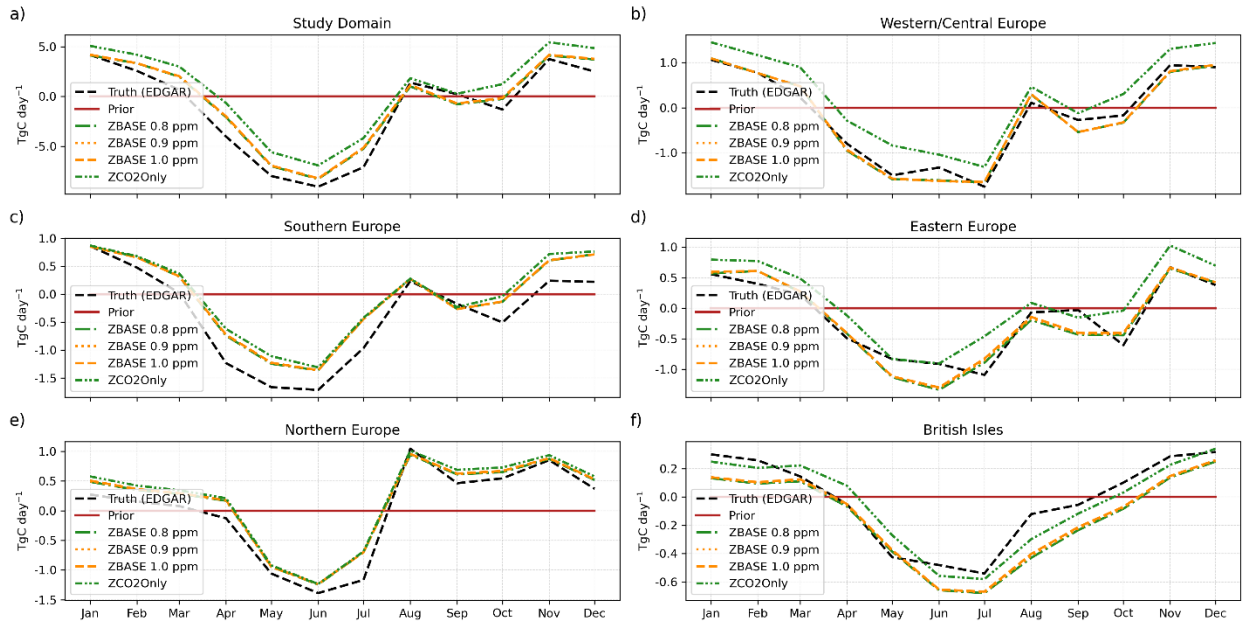 a)
Study Domain
TgC day⁻¹
5.0
0.0
-5.0
Truth (EDGAR)
Prior
ZBASE 0.8 ppm
ZBASE 0.9 ppm
ZBASE 1.0 ppm
ZCO2Only
b)
Western/Central Europe
TgC day⁻¹
1.0
0.0
-1.0
Truth (EDGAR)
Prior
ZBASE 0.8 ppm
ZBASE 0.9 ppm
ZBASE 1.0 ppm
ZCO2Only
c)
Southern Europe
TgC day⁻¹
1.0
0.5
0.0
-0.5
-1.0
-1.5
Truth (EDGAR)
Prior
ZBASE 0.8 ppm
ZBASE 0.9 ppm
ZBASE 1.0 ppm
ZCO2Only
d)
Eastern Europe
TgC day⁻¹
1.0
0.5
0.0
-0.5
-1.0
Truth (EDGAR)
Prior
ZBASE 0.8 ppm
ZBASE 0.9 ppm
ZBASE 1.0 ppm
ZCO2Only
e)
Northern Europe
TgC day⁻¹
1.0
0.5
0.0
-0.5
-1.0
-1.5
Truth (EDGAR)
Prior
ZBASE 0.8 ppm
ZBASE 0.9 ppm
ZBASE 1.0 ppm
ZCO2Only
Jan Feb Mar Apr May Jun Jul Aug Sep Oct Nov Dec
f)
British Isles
TgC day⁻¹
0.2
0.0
-0.2
-0.4
-0.6
Truth (EDGAR)
Prior
ZBASE 0.8 ppm
ZBASE 0.9 ppm
ZBASE 1.0 ppm
ZCO2Only
Jan Feb Mar Apr May Jun Jul Aug Sep Oct Nov Dec